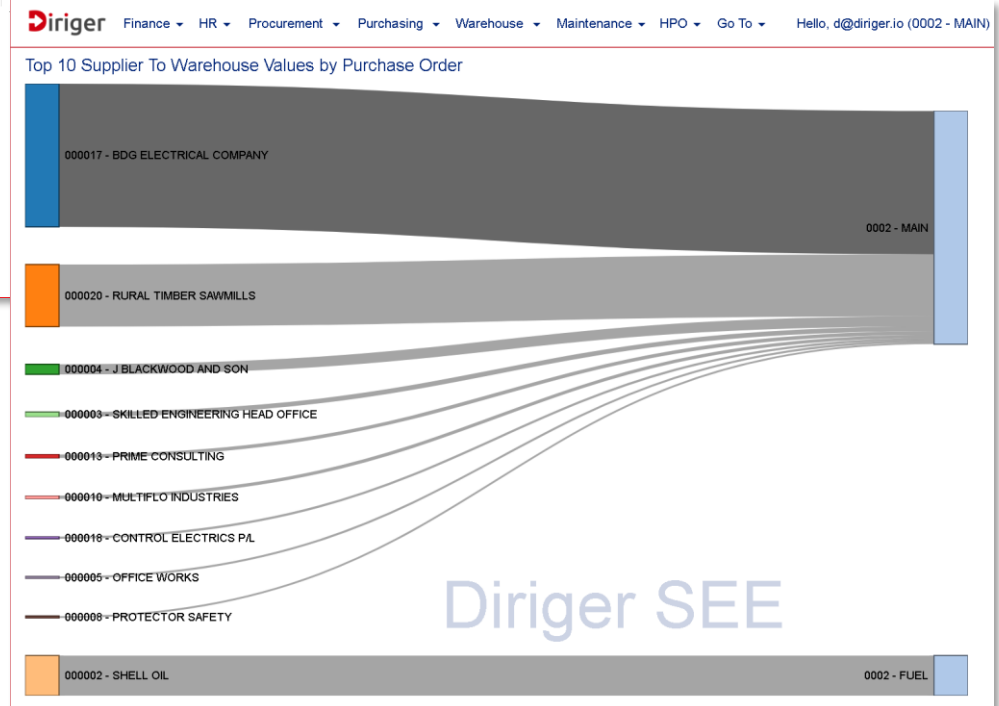 Diriger Finance HR Procurement Purchasing Warehouse Maintenance HPO Go To Hello, d@diriger.io (0002 - MAIN)
Top 10 Supplier To Warehouse Values by Purchase Order
000017 - BDG ELECTRICAL COMPANY
0002 - MAIN
000020 - RURAL TIMBER SAWMILLS
000004 - J BLACKWOOD AND SON
000003 - SKILLED ENGINEERING HEAD OFFICE
000013 - PRIME CONSULTING
000010 - MULTIFLO INDUSTRIES
000018 - CONTROL ELECTRICS P/L
000005 - OFFICE WORKS
000008 - PROTECTOR SAFETY
Diriger SEE
000002 - SHELL OIL
0002 - FUEL